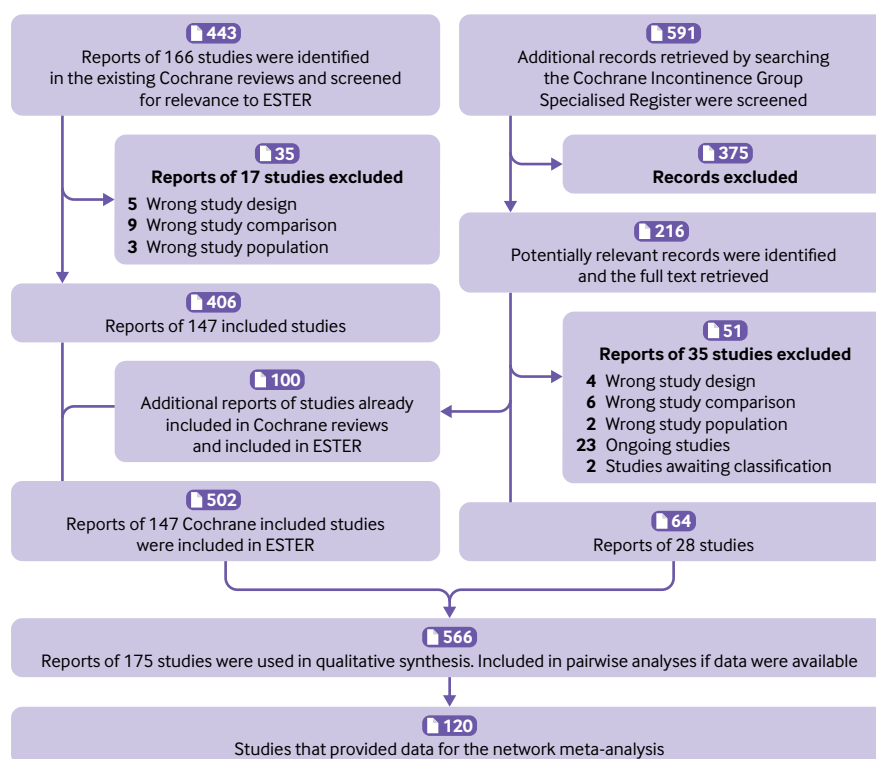 443
Reports of 166 studies were identified
in the existing Cochrane reviews and screened
for relevance to ESTER
591
Additional records retrieved by searching
the Cochrane Incontinence Group
Specialised Register were screened
35
Reports of 17 studies excluded
5 Wrong study design
9 Wrong study comparison
3 Wrong study population
375
Records excluded
216
Potentially relevant records were identified
and the full text retrieved
406
Reports of 147 included studies
51
Reports of 35 studies excluded
4 Wrong study design
6 Wrong study comparison
2 Wrong study population
23 Ongoing studies
2 Studies awaiting classification
100
Additional reports of studies already
included in Cochrane reviews
and included in ESTER
502
Reports of 147 Cochrane included studies
were included in ESTER
64
Reports of 28 studies
566
Reports of 175 studies were used in qualitative synthesis. Included in pairwise analyses if data were available
120
Studies that provided data for the network meta-analysis